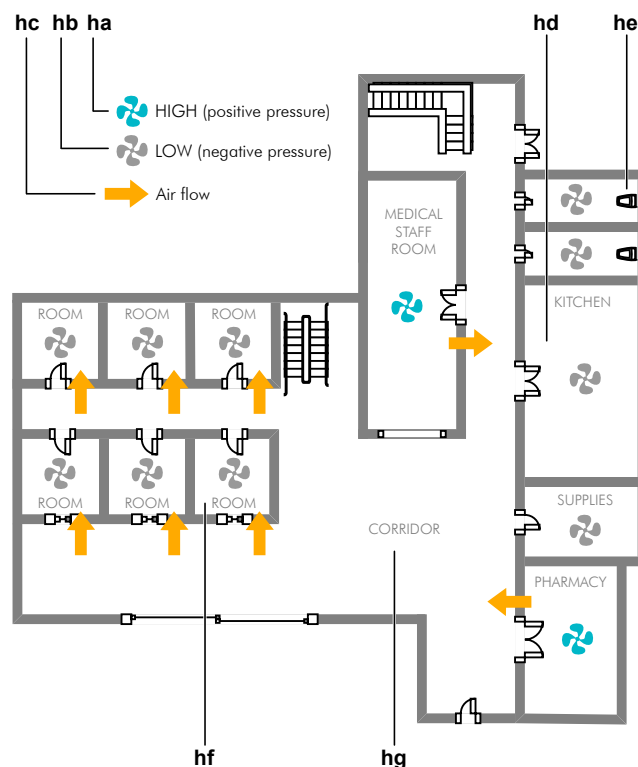 hc hb ha hd he
HIGH (positive pressure)
LOW (negative pressure)
Air flow
MEDICAL
STAFF
ROOM
KITCHEN
ROOM ROOM ROOM
ROOM ROOM ROOM
SUPPLIES
CORRIDOR
PHARMACY
hf hg